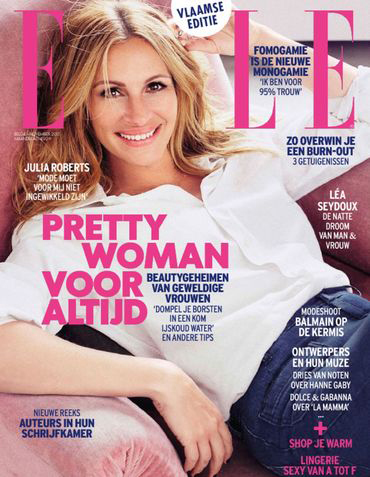 VLAAMSE
EDITIE
ELLE
FOMOGAMIE
IS DE NIEUWE
MONOGAMIE
'IK BEN VOOR
95% TROUW'
ZO OVERWIN JE
EEN BURN-OUT
3 GETUIGENISSEN
JULIA ROBERTS
'MODE MOET
VOOR MIJ NIET
INGEWIKKELD ZIJN'
LÉA
SEYDOUX
DE NATTE
DROOM
VAN MAN &
VROUW
PRETTY
WOMAN
VOOR
ALTIJD
BEAUTYGEHEIMEN
VAN GEWELDIGE
VROUWEN
'DOMPEL JE BORSTEN
IN EEN KOM
IJSKOUD WATER'
EN ANDERE TIPS
MODESHOOT
BALMAIN OP
DE KERMIS
ONTWERPERS
EN HUN MUZE
DRIES VAN NOTEN
OVER HANNE GABY
DOLCE & GABANNA
OVER 'LA MAMMA'
...
+
SHOP JE WARM
LINGERIE
SEXY VAN A TOT F
NIEUWE REEKS
AUTEURS IN HUN
SCHRIJFKAMER